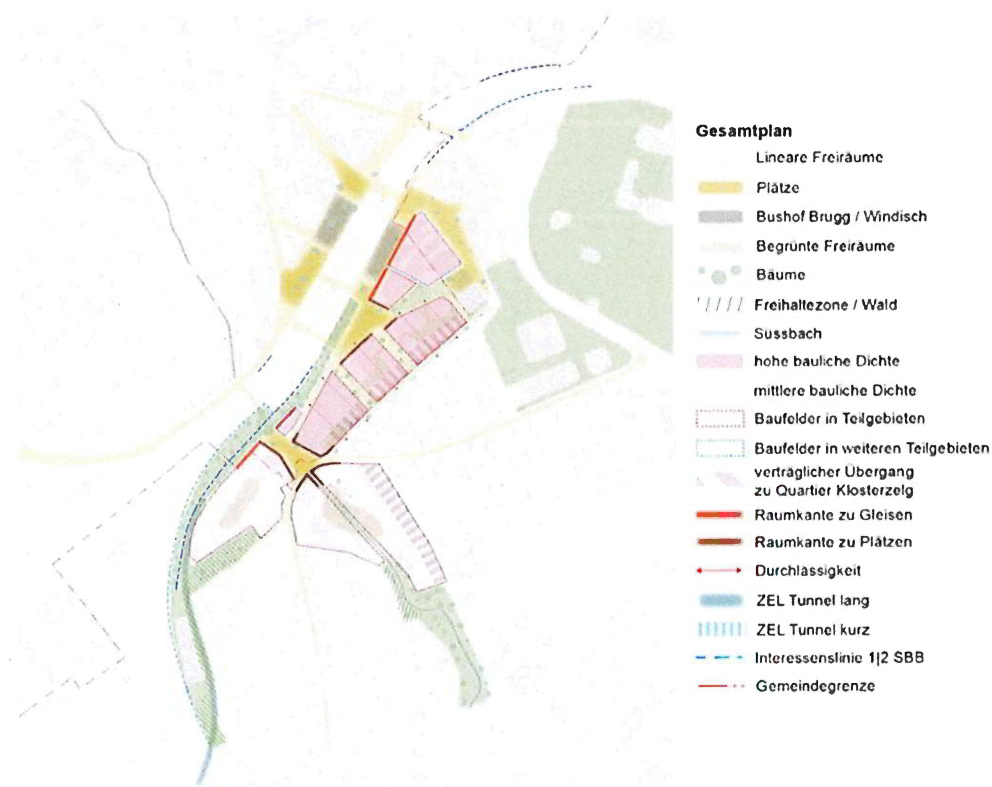 Gesamtplan
Lineare Freiräume
Plätze
Bushof Brugg / Windisch
Begrünte Freiräume
Bäume
Freihaltezone / Wald
Süssbach
hohe bauliche Dichte
mittlere bauliche Dichte
Baufelder in Teilgebieten
Baufelder in weiteren Teilgebieten
verträglicher Übergang
zu Quartier Klosterzelg
Raumkante zu Gleisen
Raumkante zu Plätzen
Durchlässigkeit
ZEL Tunnel lang
ZEL Tunnel kurz
Interessenslinie 1|2 SBB
Gemeindegrenze